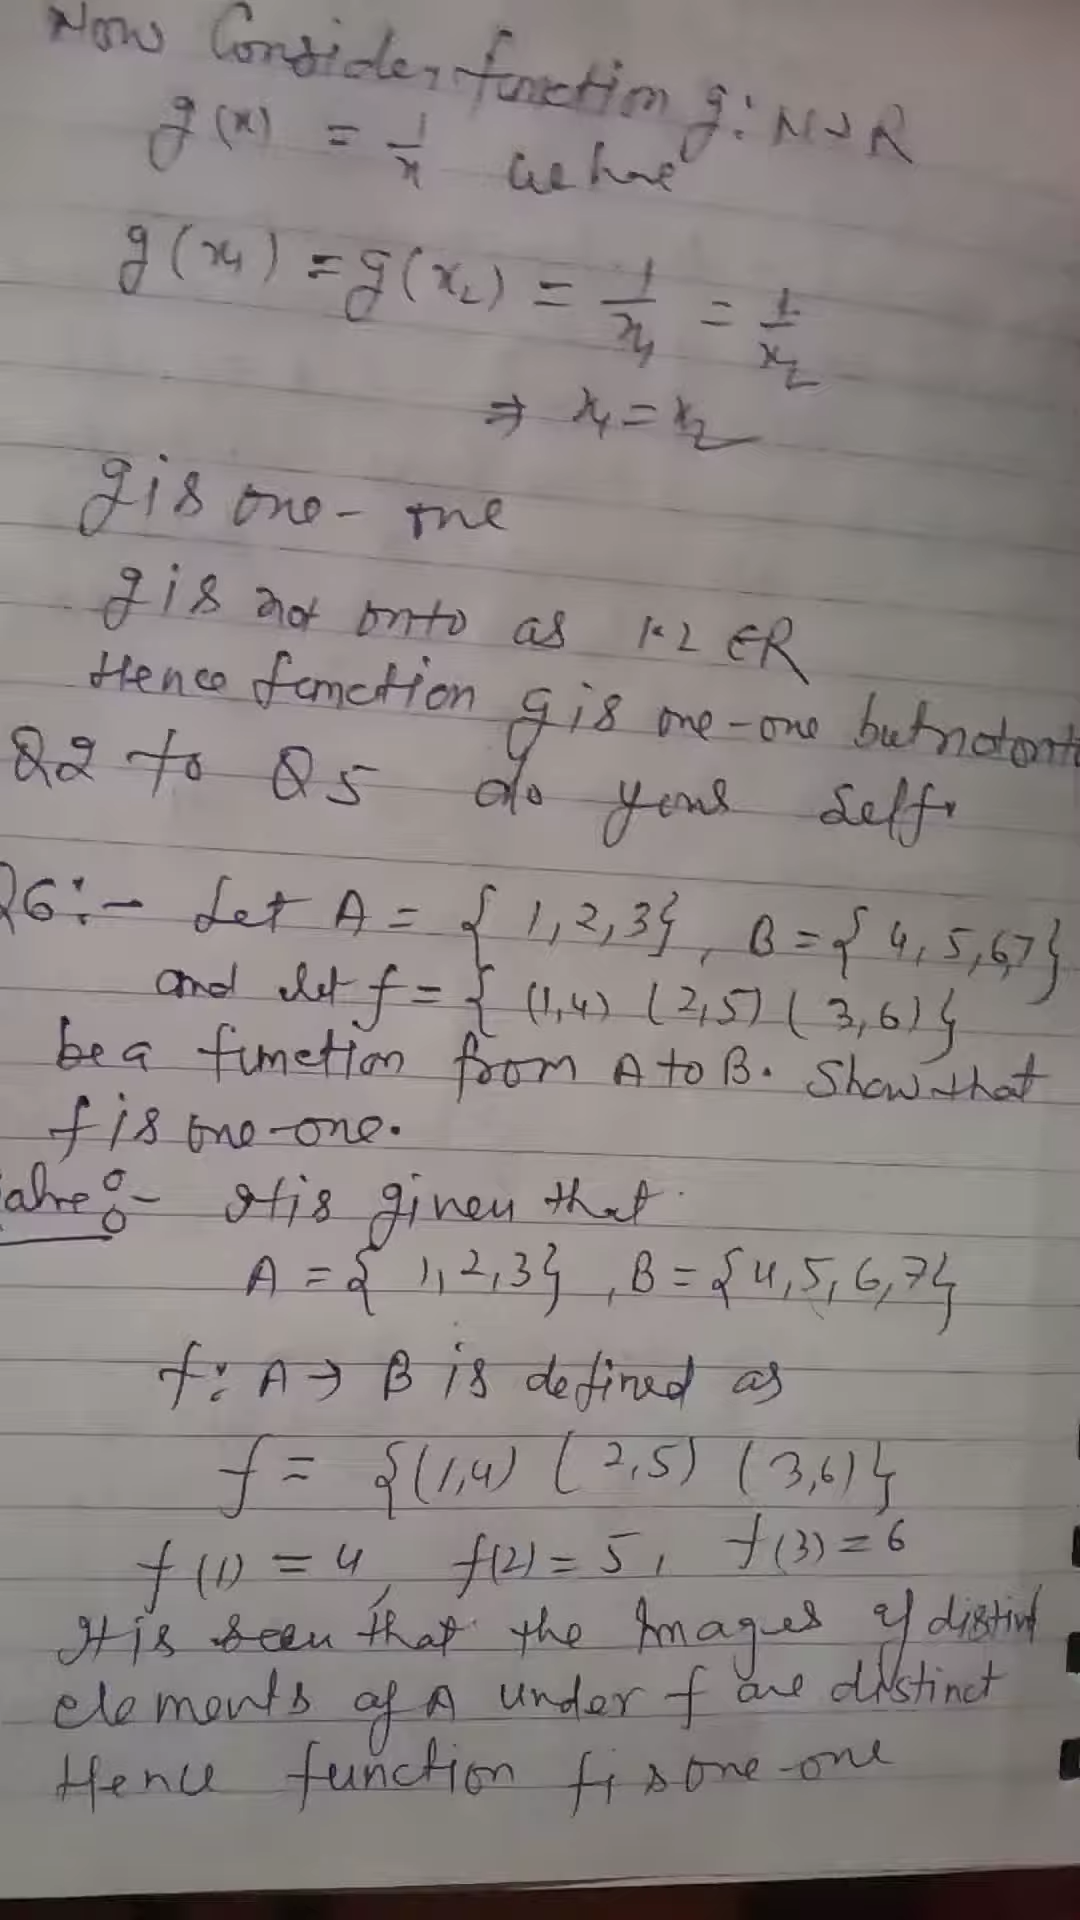 Now Consider function g: N→R
g(x) = 1/x we have
g(x₁) = g(x₂) = 1/x₁ = 1/x₂
⇒ x₁ = x₂
g is one-one
g is not onto as 1.2 ∈R
Hence function g is one-one but not onto
Q2 to Q5 do your self.
Q6:- Let A = { 1,2,3}, B = { 4,5,6,7}
and let f = { (1,4) (2,5) (3,6)}
be a function from A to B. Show that
f is one-one.
It is given that
A = { 1,2,3} , B = {4,5,6,7}
f: A → B is defined as
f = {(1,4) (2,5) (3,6)}
f(1) = 4, f(2) = 5, f(3) = 6
It is seen that the Images of distinct
elements of A under f are distinct
Hence function f is one-one